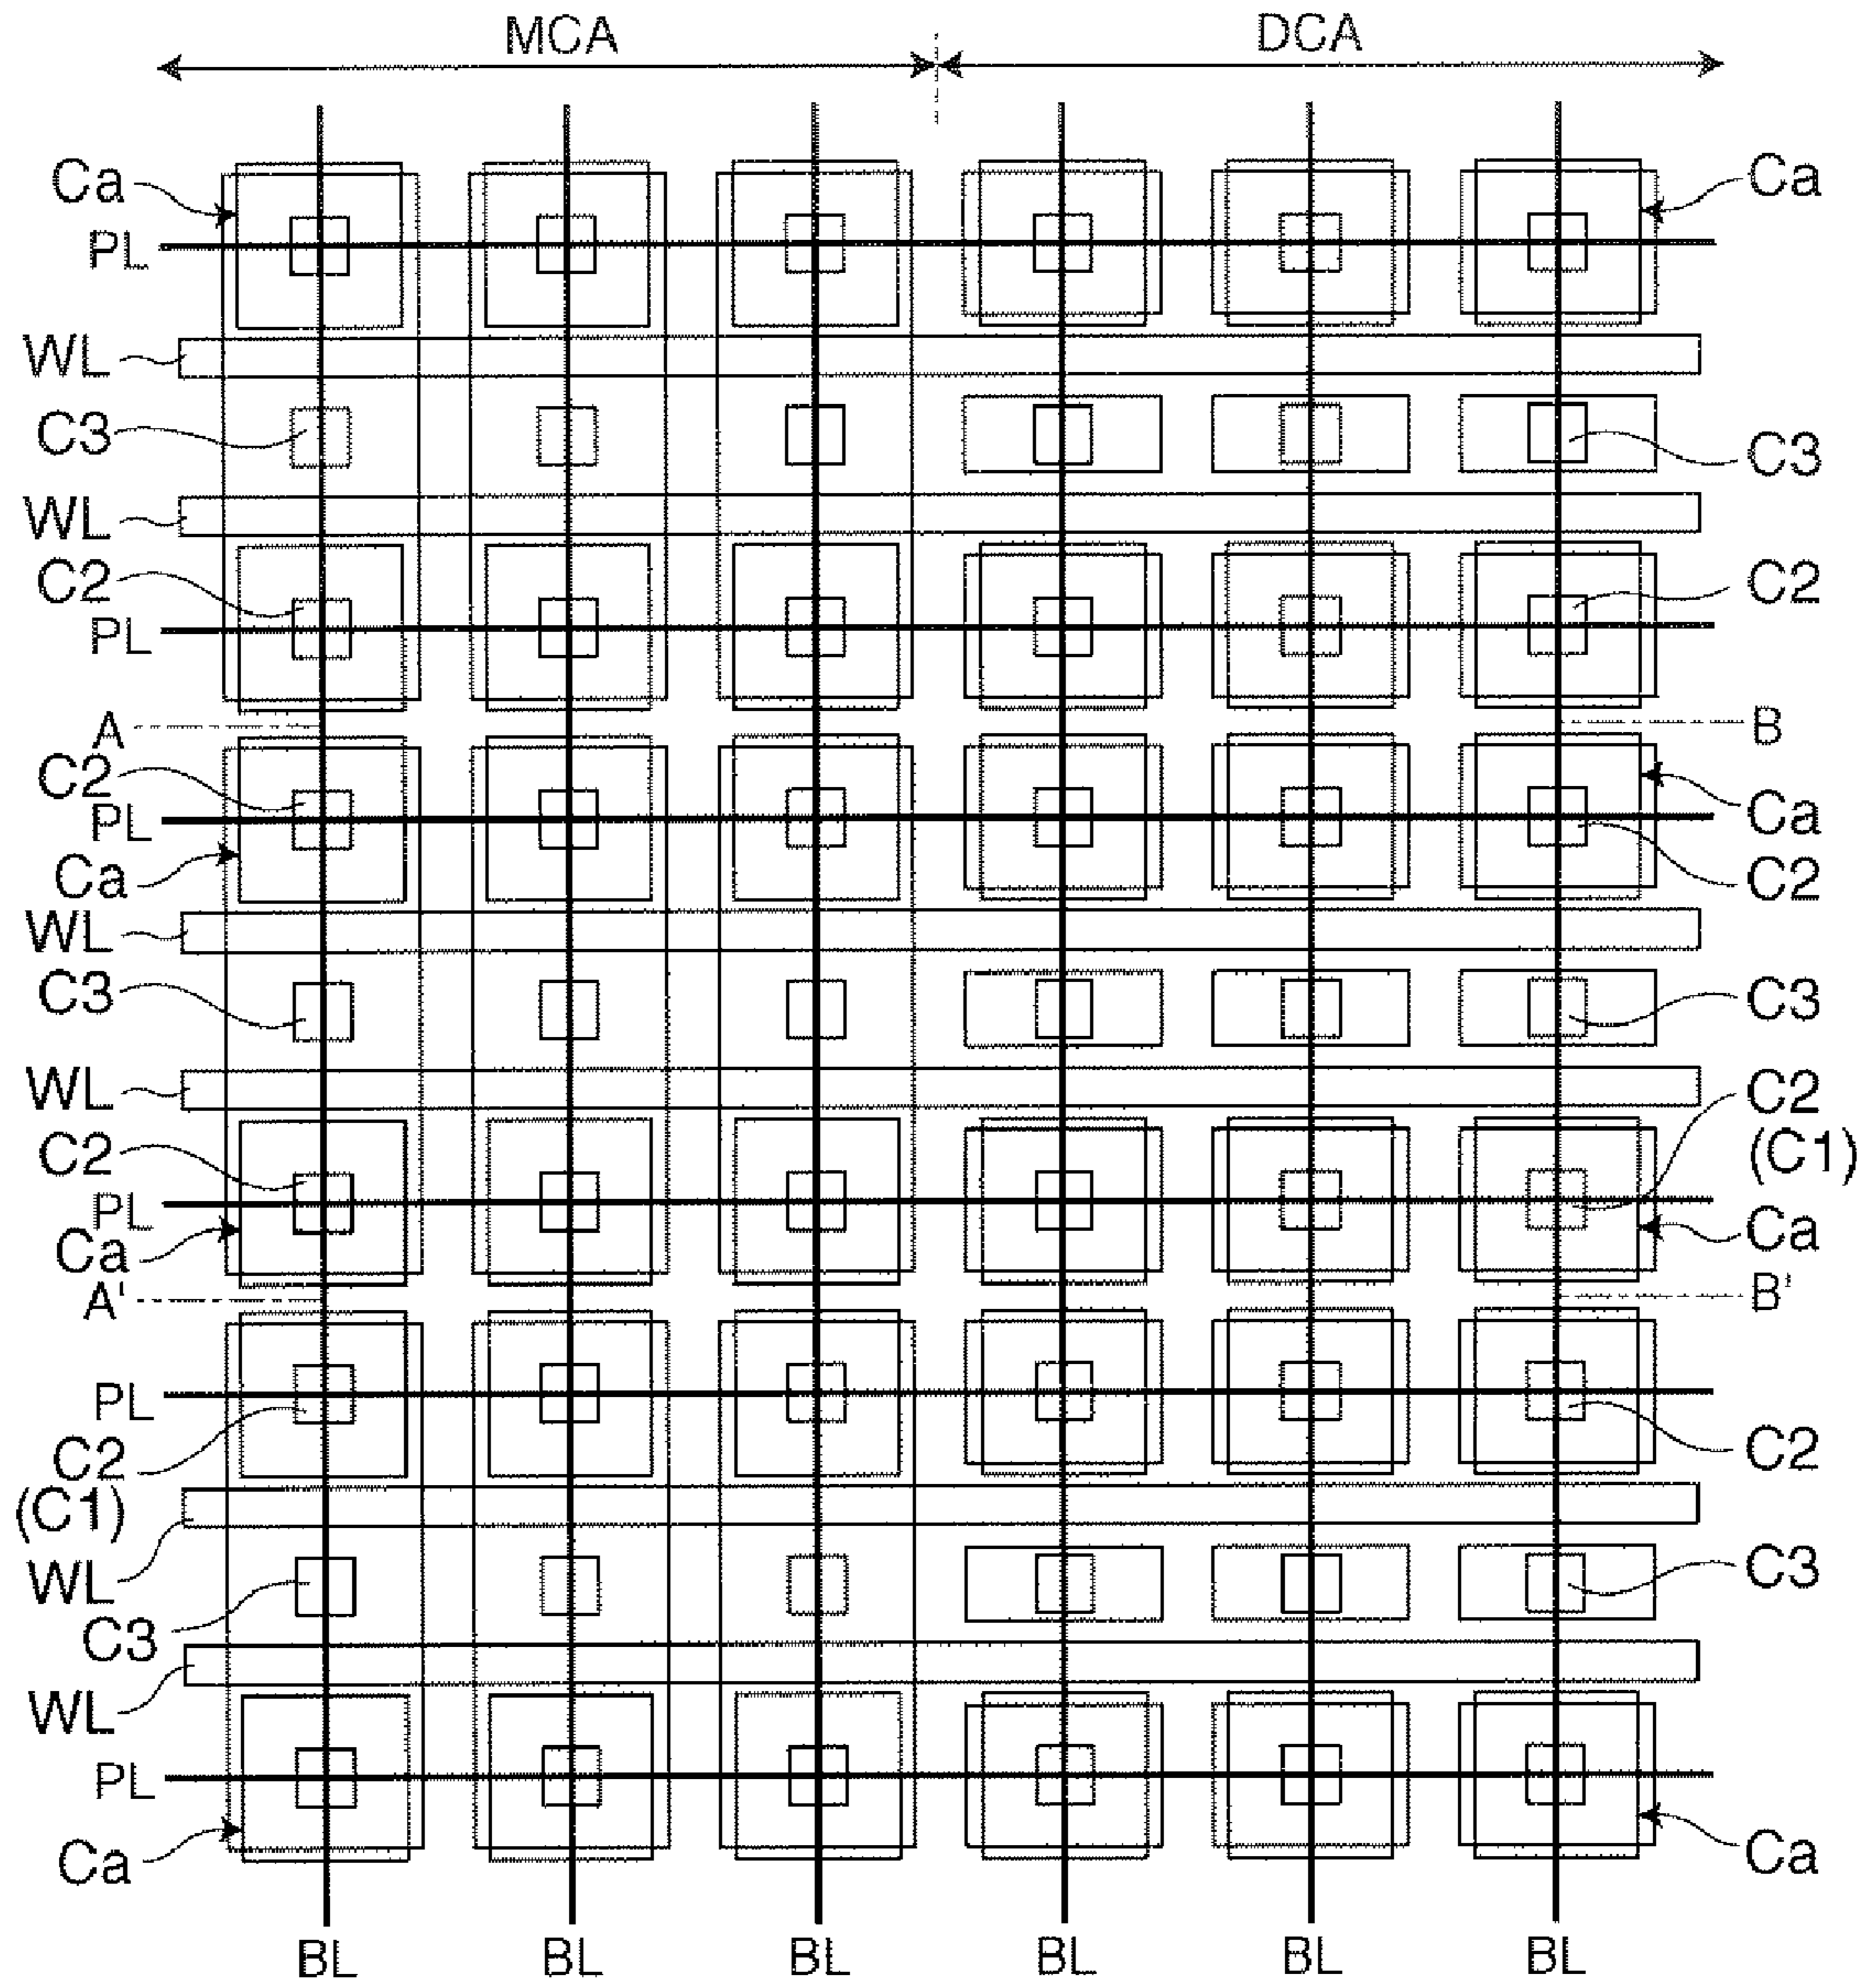 MCA DCA
Ca Ca
PL
WL
C3 C3
WL
C2 C2
PL
A B
C2
PL Ca
Ca C2
WL
C3 C3
WL C2
C2 (C1)
PL
Ca Ca
A' B'
PL
C2 C2
(C1)
WL C3
C3
WL
PL
Ca Ca
BL BL BL BL BL BL